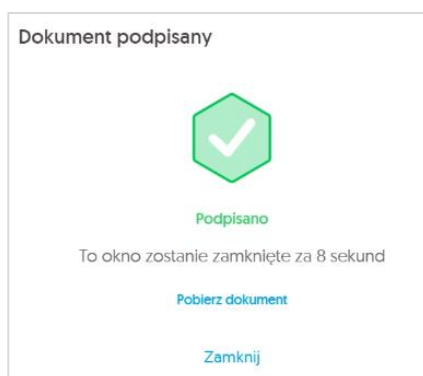 Dokument podpisany
Podpisano
To okno zostanie zamknięte za 8 sekund
Pobierz dokument
Zamknij